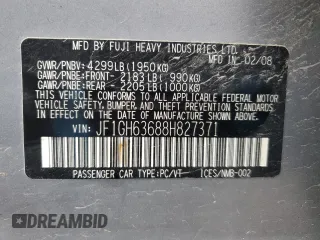 MFD BY FUJI HEAVY INDUSTRIES LTD.
GVWR/PNBV: 4299LB(1950KG) IN 02/08
GAWR/PNBE:FRONT- 2183LB( 990KG)
GAWR/PNBE:REAR - 2205LB(1000KG)
THIS VEHICLE CONFORMS TO ALL APPLICABLE FEDERAL MOTOR VEHICLE
SAFETY, BUMPER, AND THEFT PREVENTION STANDARDS IN EFFECT ON
THE DATE OF MANUFACTURE SHOWN ABOVE.
VIN: JF1GH63688H827371
PASSENGER CAR TYPE:PC/VT ICES/NMB-002